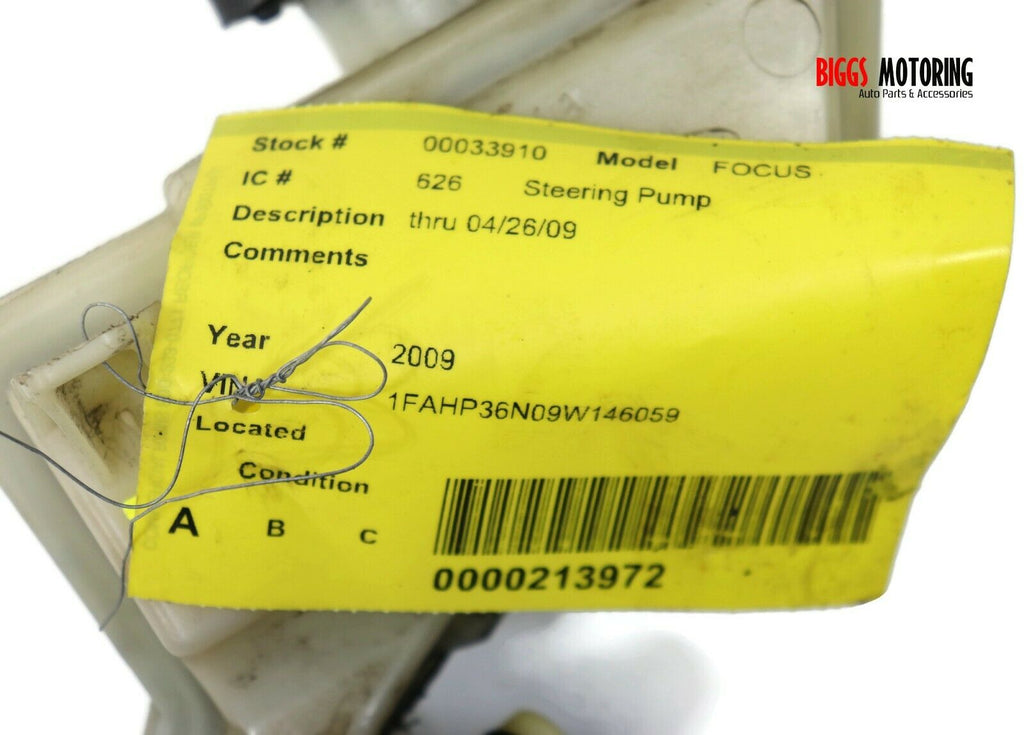 BIGGS MOTORING
Auto Parts & Accessories
Stock # 00033910 Model FOCUS
IC # 626 Steering Pump
Description thru 04/26/09
Comments
Year 2009
VIN 1FAHP36N09W146059
Located
Condition
A B C
0000213972